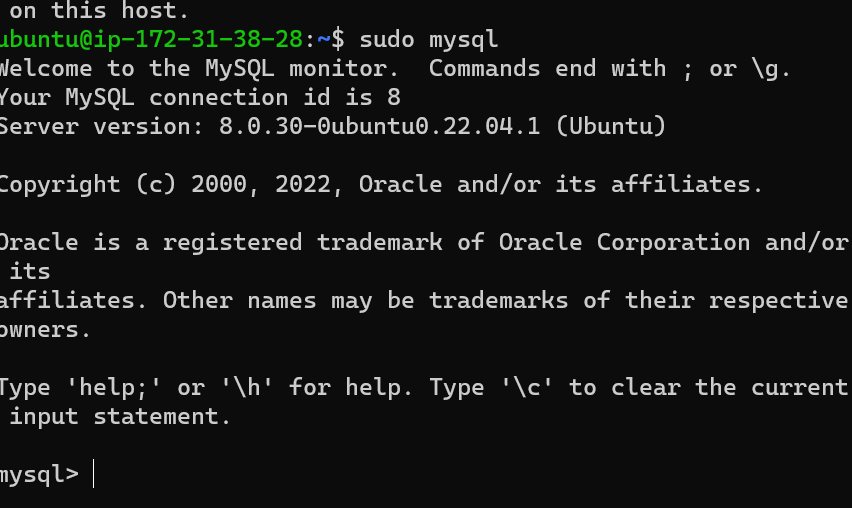 on this host.
ubuntu@ip-172-31-38-28:~$ sudo mysql
Welcome to the MySQL monitor.  Commands end with ; or \g.
Your MySQL connection id is 8
Server version: 8.0.30-0ubuntu0.22.04.1 (Ubuntu)
Copyright (c) 2000, 2022, Oracle and/or its affiliates.
Oracle is a registered trademark of Oracle Corporation and/or
its
affiliates. Other names may be trademarks of their respective
owners.
Type 'help;' or '\h' for help. Type '\c' to clear the current
input statement.
mysql>